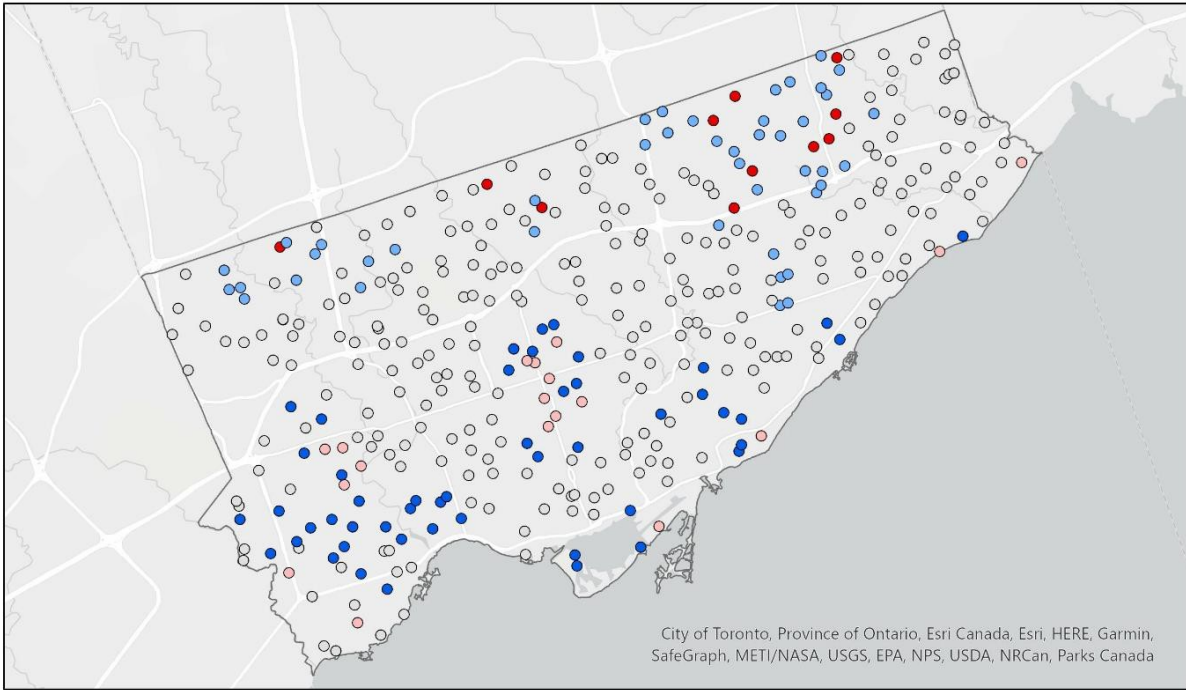 City of Toronto, Province of Ontario, Esri Canada, Esri, HERE, Garmin,
SafeGraph, METI/NASA, USGS, EPA, NPS, USDA, NRCan, Parks Canada